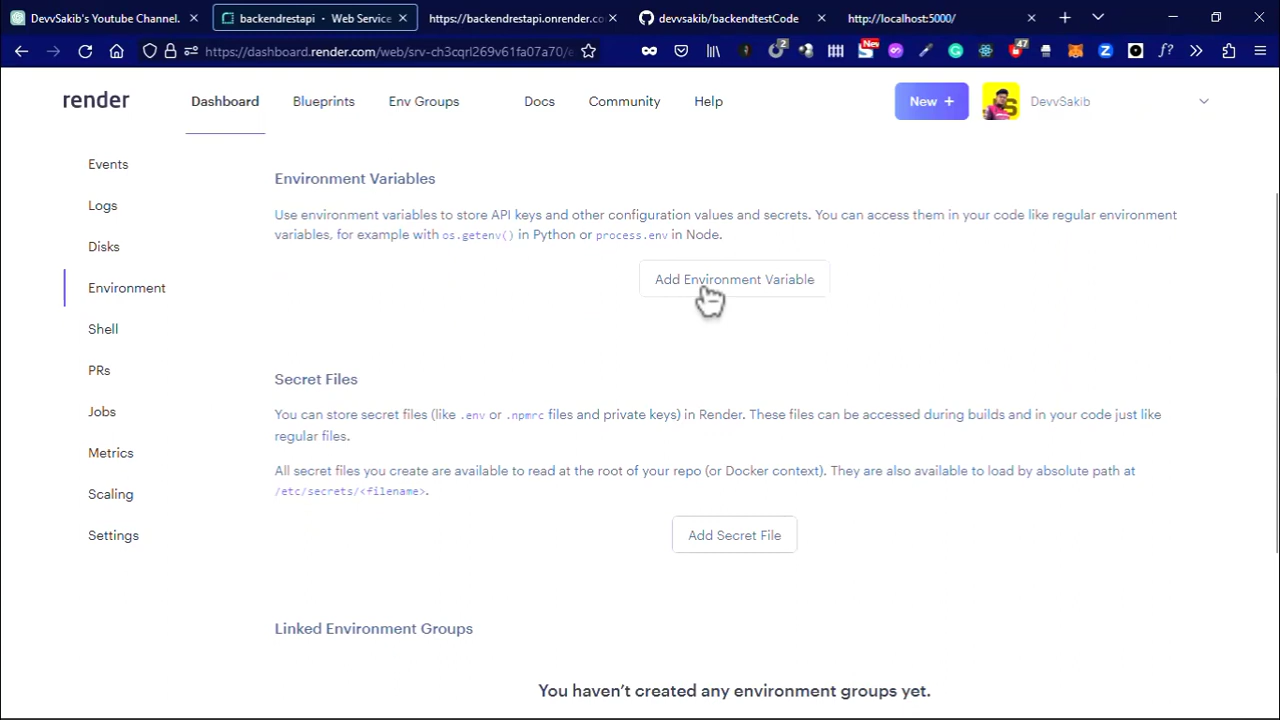 DevvSakib's Youtube Channel.
backendrestapi · Web Service
https://backendrestapi.onrender.co
devvsakib/backendtestCode
http://localhost:5000/
https://dashboard.render.com/web/srv-ch3cqrl269v61fa07a70/e
2
New
47
f?
render
Dashboard
Blueprints
Env Groups
Docs
Community
Help
New +
DevvSakib
Events
Logs
Disks
Environment
Shell
PRs
Jobs
Metrics
Scaling
Settings
Environment Variables
Use environment variables to store API keys and other configuration values and secrets. You can access them in your code like regular environment
variables, for example with os.getenv() in Python or process.env in Node.
Add Environment Variable
Secret Files
You can store secret files (like .env or .npmrc files and private keys) in Render. These files can be accessed during builds and in your code just like
regular files.
All secret files you create are available to read at the root of your repo (or Docker context). They are also available to load by absolute path at
/etc/secrets/<filename>.
Add Secret File
Linked Environment Groups
You haven't created any environment groups yet.